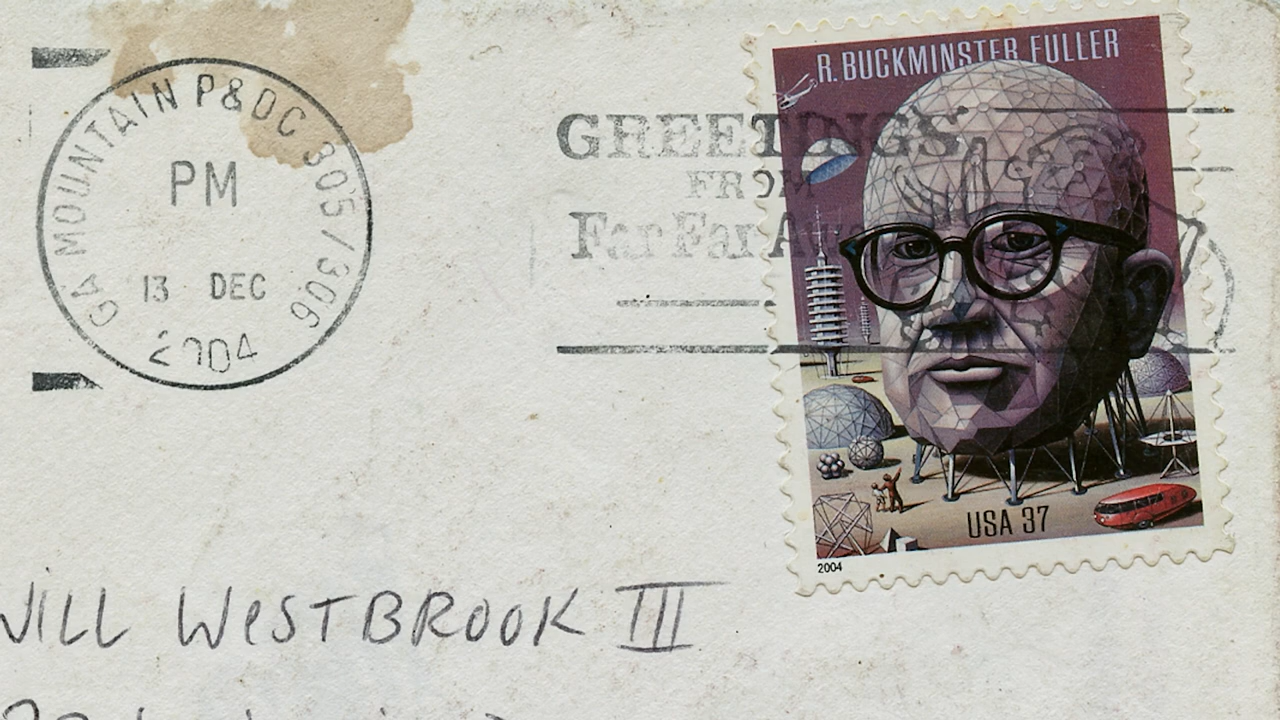 GA MOUNTAIN P&DC 305/306
PM
13 DEC
2004
GREETINGS
FROM
Far Far Away
R. BUCKMINSTER FULLER
USA 37
2004
WILL WESTBROOK III